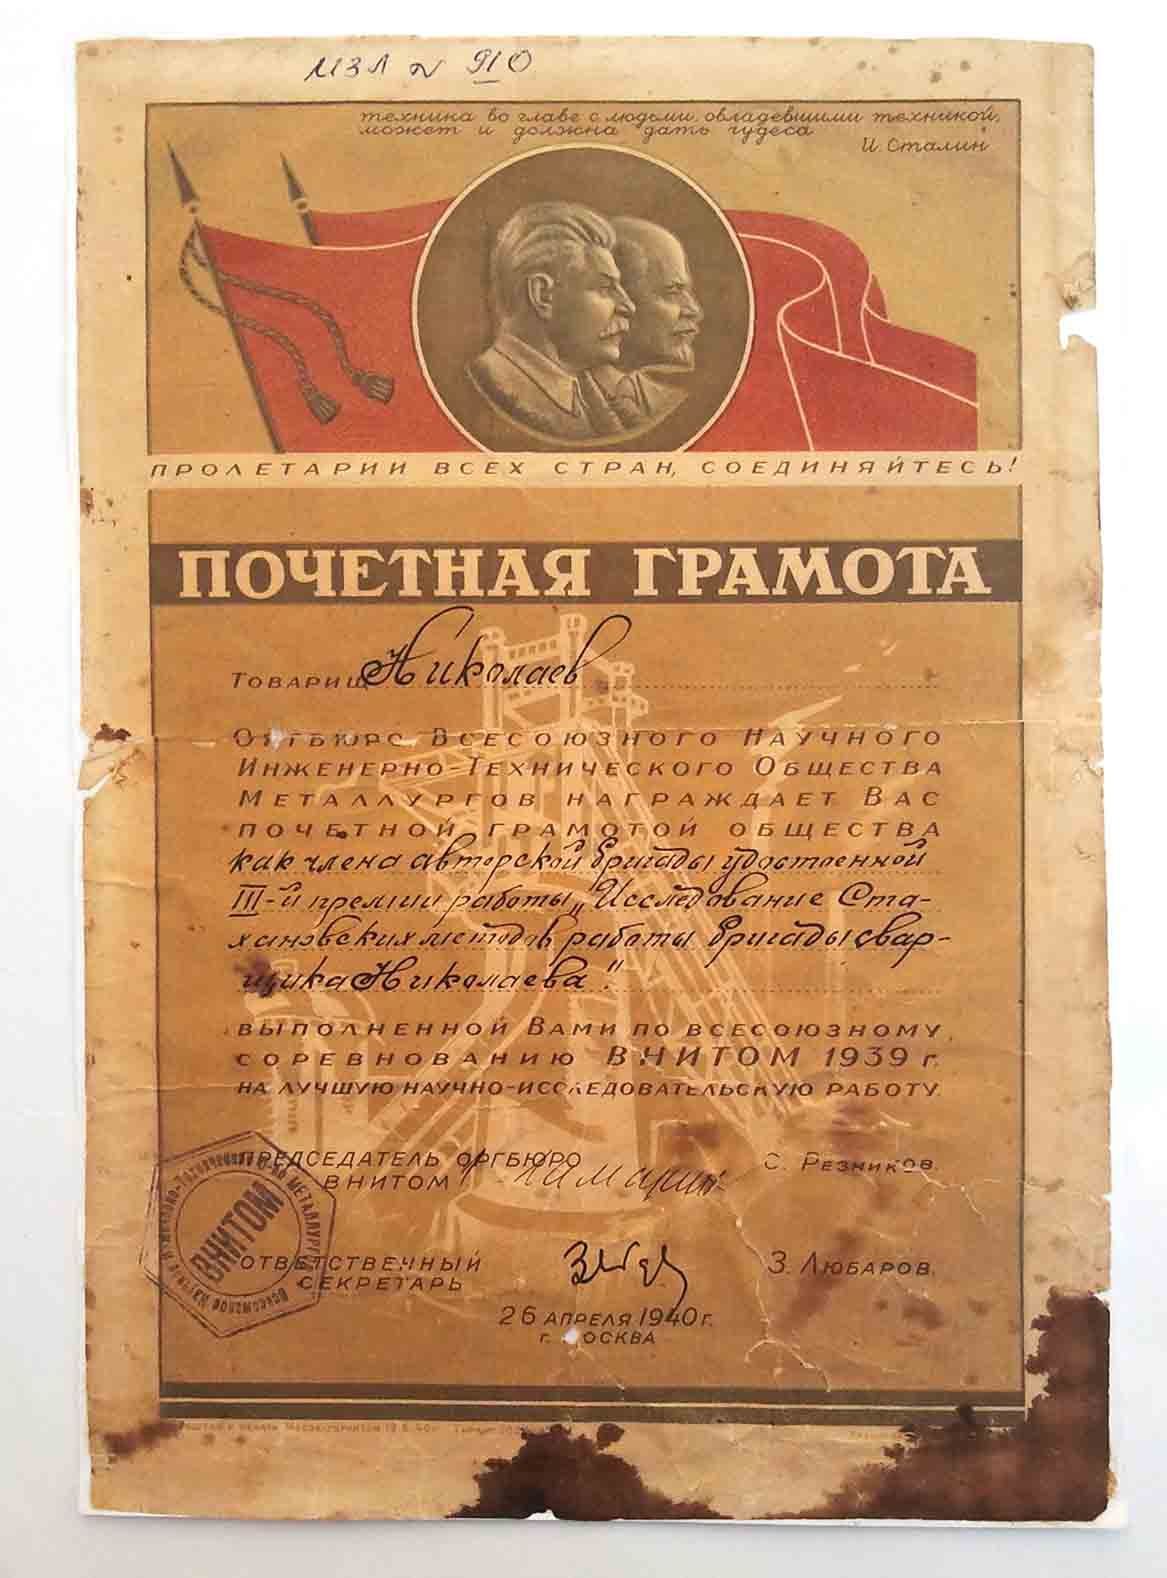 МЗЛ № 910
техника во главе с людьми, овладевшими техникой,
может и должна дать чудеса
И. Сталин
ПРОЛЕТАРИИ ВСЕХ СТРАН, СОЕДИНЯЙТЕСЬ!
ПОЧЕТНАЯ ГРАМОТА
Товарищ Николаев
Оргбюро Всесоюзного Научного
Инженерно-Технического Общества
Металлургов награждает Вас
почетной грамотой общества
как члена авторской бригады удостоенной
III-й премии работы „Исследование Ста-
хановских методов работы бригады свар-
щика Николаева".
выполненной Вами по всесоюзному
соревнованию ВНИТОМ 1939 г.
на лучшую научно-исследовательскую работу.
Председатель оргбюро
ВНИТОМ
С. Резников.
Ответственный
секретарь
З. Любаров.
26 апреля 1940 г.
г. Москва
ВНИТОМ